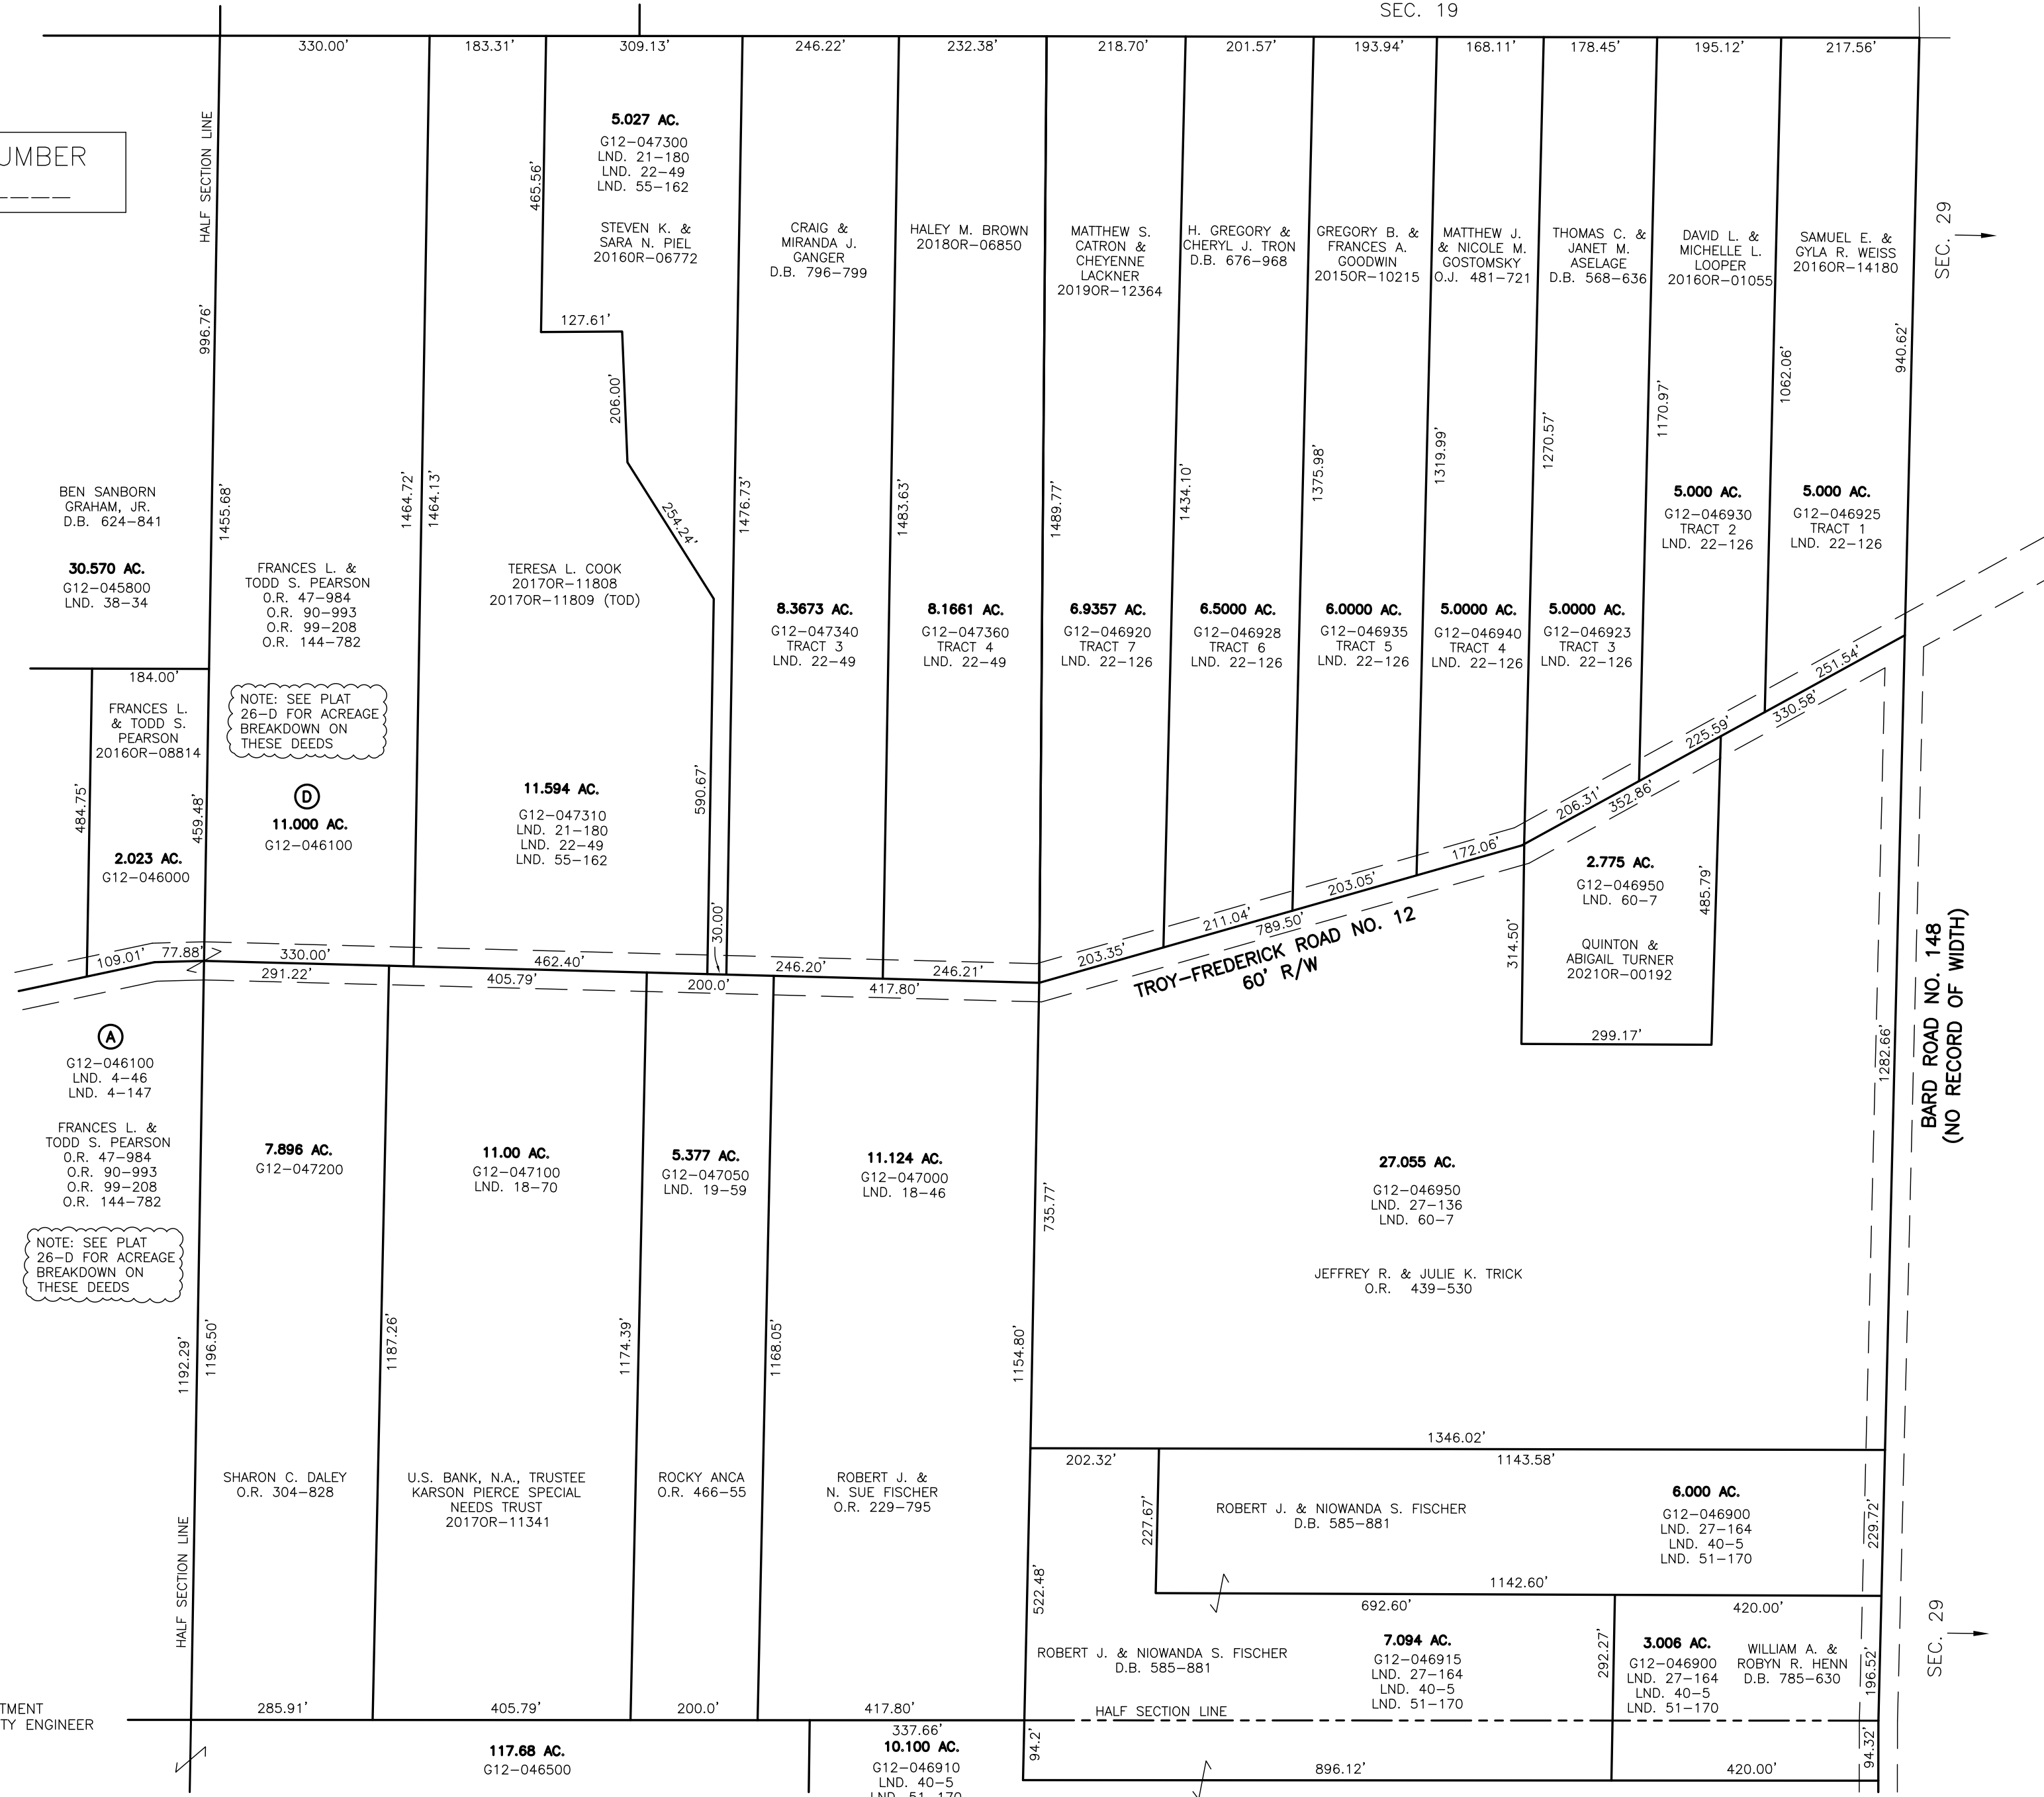 SEC. 19
330.00'
183.31'
309.13'
246.22'
232.38'
218.70'
201.57'
193.94'
168.11'
178.45'
195.12'
217.56'
UMBER
HALF SECTION LINE
996.76'
1455.68'
465.56'
5.027 AC.
G12-047300
LND. 21-180
LND. 22-49
LND. 55-162
STEVEN K. &
SARA N. PIEL
2016OR-06772
127.61'
206.00'
254.24'
590.67'
30.00'
CRAIG &
MIRANDA J.
GANGER
D.B. 796-799
HALEY M. BROWN
2018OR-06850
MATTHEW S.
CATRON &
CHEYENNE
LACKNER
2019OR-12364
H. GREGORY &
CHERYL J. TRON
D.B. 676-968
GREGORY B. &
FRANCES A.
GOODWIN
2015OR-10215
MATTHEW J.
& NICOLE M.
GOSTOMSKY
O.J. 481-721
THOMAS C. &
JANET M.
ASELAGE
D.B. 568-636
DAVID L. &
MICHELLE L.
LOOPER
2016OR-01055
SAMUEL E. &
GYLA R. WEISS
2016OR-14180
SEC. 29
940.62'
1062.06'
1170.97'
1270.57'
1319.99'
1375.98'
1434.10'
1489.77'
1483.63'
1476.73'
1464.13'
1464.72'
BEN SANBORN
GRAHAM, JR.
D.B. 624-841
30.570 AC.
G12-045800
LND. 38-34
184.00'
FRANCES L.
& TODD S.
PEARSON
2016OR-08814
484.75'
459.48'
2.023 AC.
G12-046000
FRANCES L. &
TODD S. PEARSON
O.R. 47-984
O.R. 90-993
O.R. 99-208
O.R. 144-782
NOTE: SEE PLAT
26-D FOR ACREAGE
BREAKDOWN ON
THESE DEEDS
D
11.000 AC.
G12-046100
TERESA L. COOK
2017OR-11808
2017OR-11809 (TOD)
11.594 AC.
G12-047310
LND. 21-180
LND. 22-49
LND. 55-162
8.3673 AC.
G12-047340
TRACT 3
LND. 22-49
8.1661 AC.
G12-047360
TRACT 4
LND. 22-49
6.9357 AC.
G12-046920
TRACT 7
LND. 22-126
6.5000 AC.
G12-046928
TRACT 6
LND. 22-126
6.0000 AC.
G12-046935
TRACT 5
LND. 22-126
5.0000 AC.
G12-046940
TRACT 4
LND. 22-126
5.0000 AC.
G12-046923
TRACT 3
LND. 22-126
5.000 AC.
G12-046930
TRACT 2
LND. 22-126
5.000 AC.
G12-046925
TRACT 1
LND. 22-126
109.01'
77.88'
330.00'
462.40'
246.20'
246.21'
203.35'
211.04'
203.05'
172.06'
206.31'
225.59'
251.54'
291.22'
405.79'
200.0'
417.80'
789.50'
352.86'
330.58'
TROY-FREDERICK ROAD NO. 12
60' R/W
2.775 AC.
G12-046950
LND. 60-7
QUINTON &
ABIGAIL TURNER
2021OR-00192
314.50'
485.79'
299.17'
1282.66'
BARD ROAD NO. 148
(NO RECORD OF WIDTH)
A
G12-046100
LND. 4-46
LND. 4-147
FRANCES L. &
TODD S. PEARSON
O.R. 47-984
O.R. 90-993
O.R. 99-208
O.R. 144-782
NOTE: SEE PLAT
26-D FOR ACREAGE
BREAKDOWN ON
THESE DEEDS
1192.29'
1196.50'
HALF SECTION LINE
7.896 AC.
G12-047200
SHARON C. DALEY
O.R. 304-828
1187.26'
11.00 AC.
G12-047100
LND. 18-70
U.S. BANK, N.A., TRUSTEE
KARSON PIERCE SPECIAL
NEEDS TRUST
2017OR-11341
1174.39'
5.377 AC.
G12-047050
LND. 19-59
ROCKY ANCA
O.R. 466-55
1168.05'
11.124 AC.
G12-047000
LND. 18-46
ROBERT J. &
N. SUE FISCHER
O.R. 229-795
1154.80'
735.77'
27.055 AC.
G12-046950
LND. 27-136
LND. 60-7
JEFFREY R. & JULIE K. TRICK
O.R. 439-530
1346.02'
202.32'
1143.58'
227.67'
ROBERT J. & NIOWANDA S. FISCHER
D.B. 585-881
6.000 AC.
G12-046900
LND. 27-164
LND. 40-5
LND. 51-170
229.72'
1142.60'
522.48'
692.60'
420.00'
ROBERT J. & NIOWANDA S. FISCHER
D.B. 585-881
7.094 AC.
G12-046915
LND. 27-164
LND. 40-5
LND. 51-170
292.27'
3.006 AC.
G12-046900
LND. 27-164
LND. 40-5
LND. 51-170
WILLIAM A. &
ROBYN R. HENN
D.B. 785-630
196.52'
SEC. 29
TMENT
TY ENGINEER
285.91'
405.79'
200.0'
417.80'
HALF SECTION LINE
337.66'
117.68 AC.
G12-046500
10.100 AC.
G12-046910
LND. 40-5
LND. 51-170
94.2'
896.12'
420.00'
94.32'